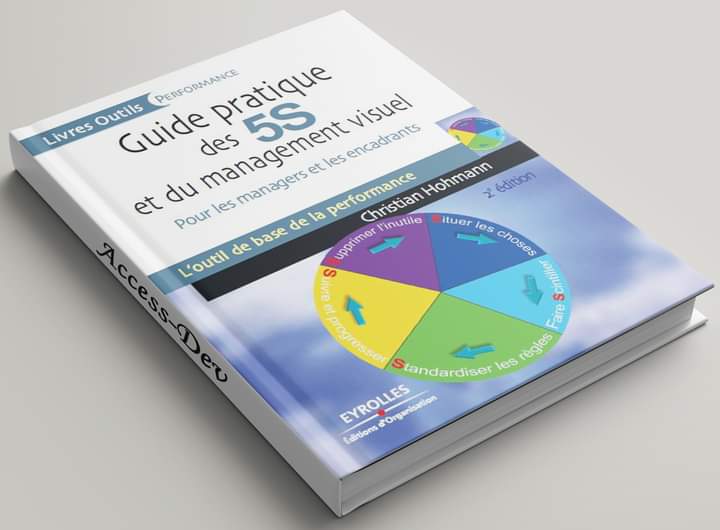 Livres Outils PERFORMANCE
Guide pratique
des 5S
et du management visuel
Pour les managers et les encadrants
L'outil de base de la performance
Christian Hohmann
2e édition
Supprimer l'inutile
Situer les choses
Faire Scintiller
Standardiser les règles
Suivre et progresser
EYROLLES
Éditions d'Organisation
Access-Dev